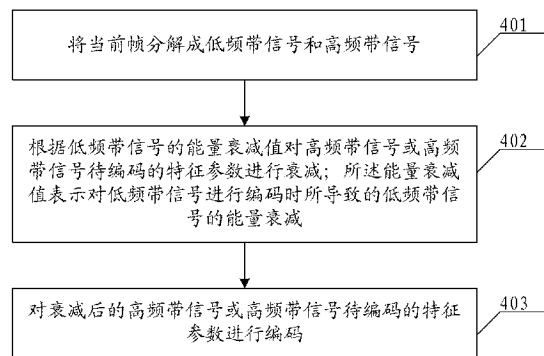 将当前帧分解成低频带信号和高频带信号
401
根据低频带信号的能量衰减值对高频带信号或高频
带信号待编码的特征参数进行衰减；所述能量衰减
值表示对低频带信号进行编码时所导致的低频带信
号的能量衰减
402
对衰减后的高频带信号或高频带信号待编码的特征
参数进行编码
403